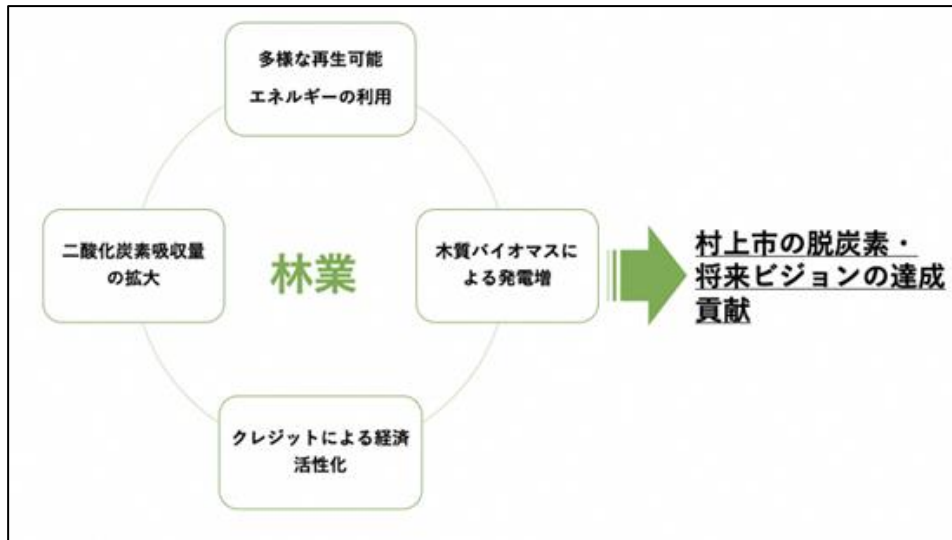 多様な再生可能
エネルギーの利用
二酸化炭素吸収量
の拡大
林業
木質バイオマスに
よる発電増
村上市の脱炭素・
将来ビジョンの達成
貢献
クレジットによる経済
活性化